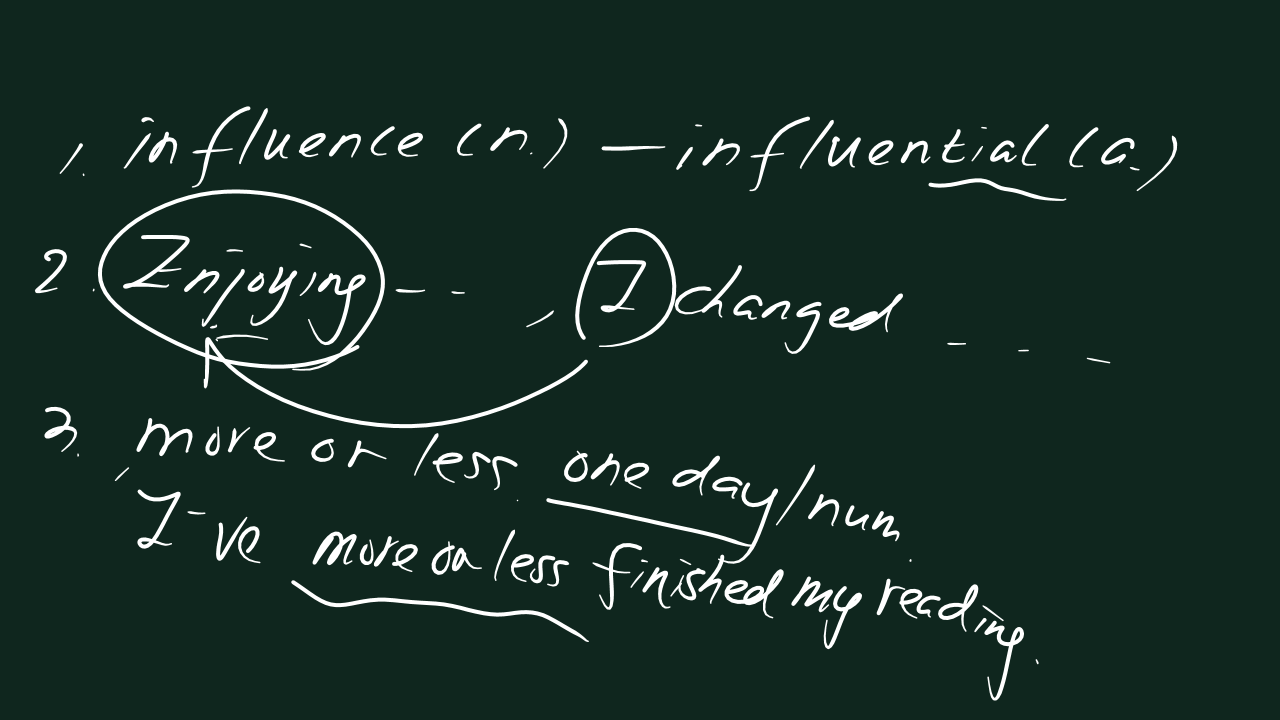 1. influence (n.) — influential (a.)
2. Enjoying - - , I changed - - -
3. more or less one day/num.
I've more or less finished my reading.